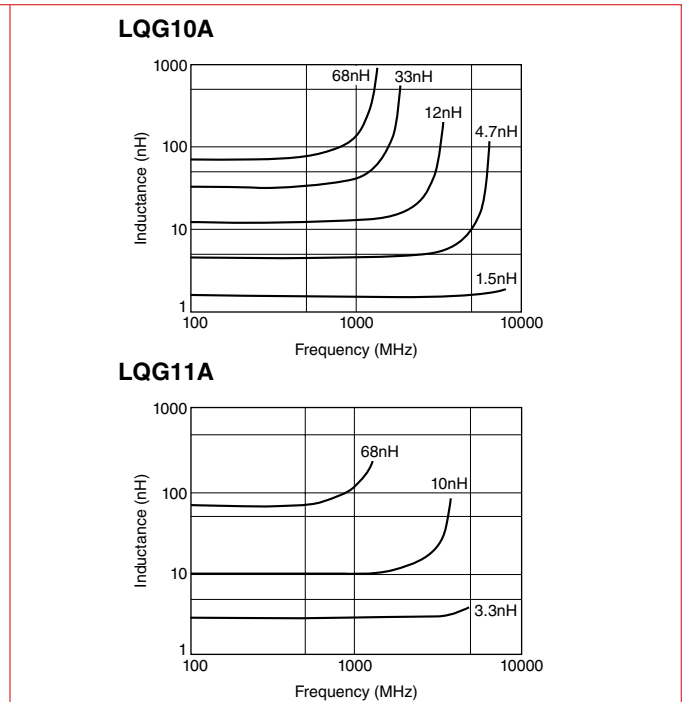 LQG10A
1000
68nH 33nH
12nH
4.7nH
100
Inductance (nH)
10
1.5nH
1
100 1000 10000
Frequency (MHz)
LQG11A
1000
68nH
10nH
100
Inductance (nH)
10
3.3nH
1
100 1000 10000
Frequency (MHz)